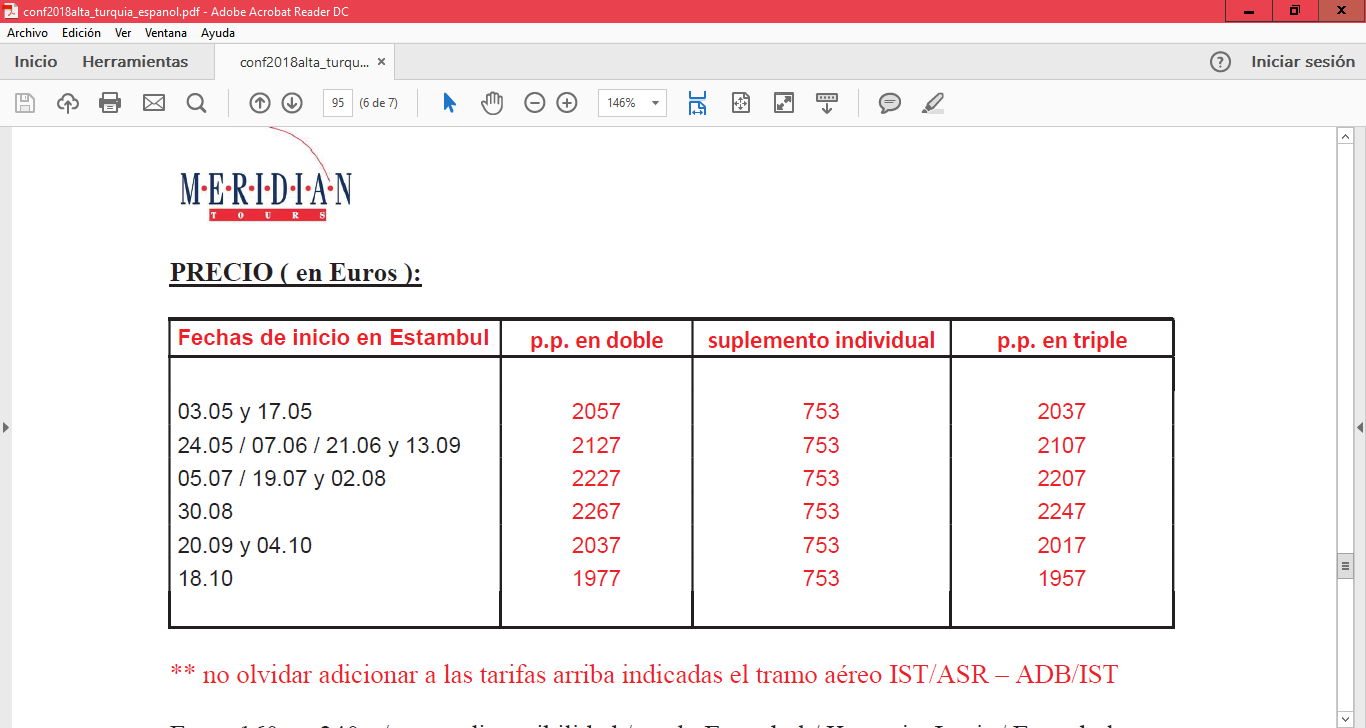 conf2018alta_turquia_espanol.pdf - Adobe Acrobat Reader DC
Archivo Edición Ver Ventana Ayuda
Inicio Herramientas conf2018alta_turqu... × ? Iniciar sesión
95 (6 de 7) 146%
M·E·R·I·D·I·A·N
TOURS
PRECIO ( en Euros ):
Fechas de inicio en Estambul p.p. en doble suplemento individual p.p. en triple
03.05 y 17.05 2057 753 2037
24.05 / 07.06 / 21.06 y 13.09 2127 753 2107
05.07 / 19.07 y 02.08 2227 753 2207
30.08 2267 753 2247
20.09 y 04.10 2037 753 2017
18.10 1977 753 1957
** no olvidar adicionar a las tarifas arriba indicadas el tramo aéreo IST/ASR – ADB/IST